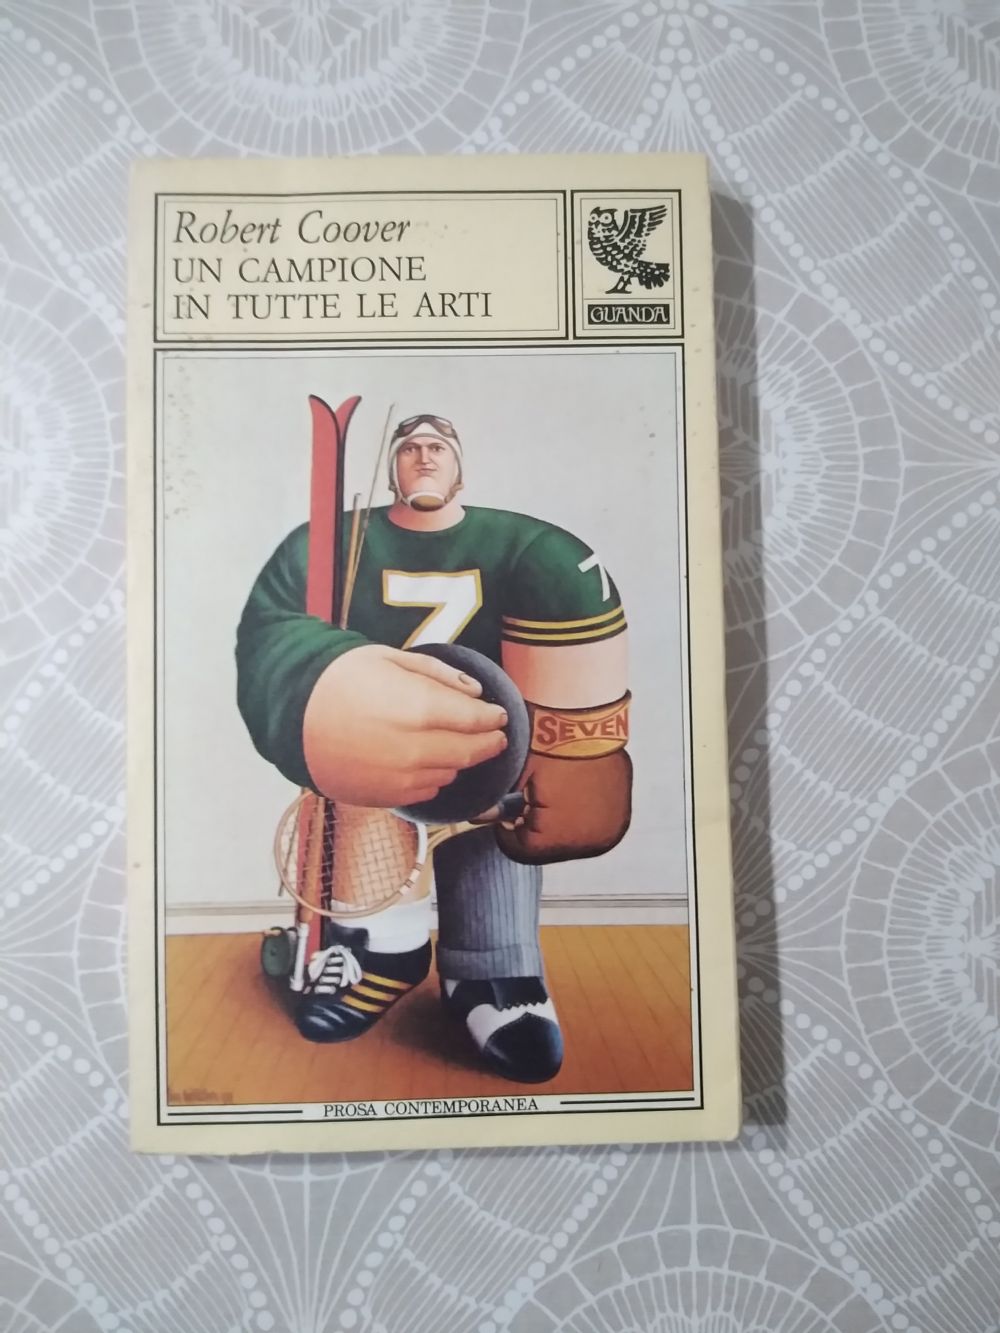 Robert Coover
UN CAMPIONE
IN TUTTE LE ARTI
GUANDA
7
7
SEVEN
PROSA CONTEMPORANEA